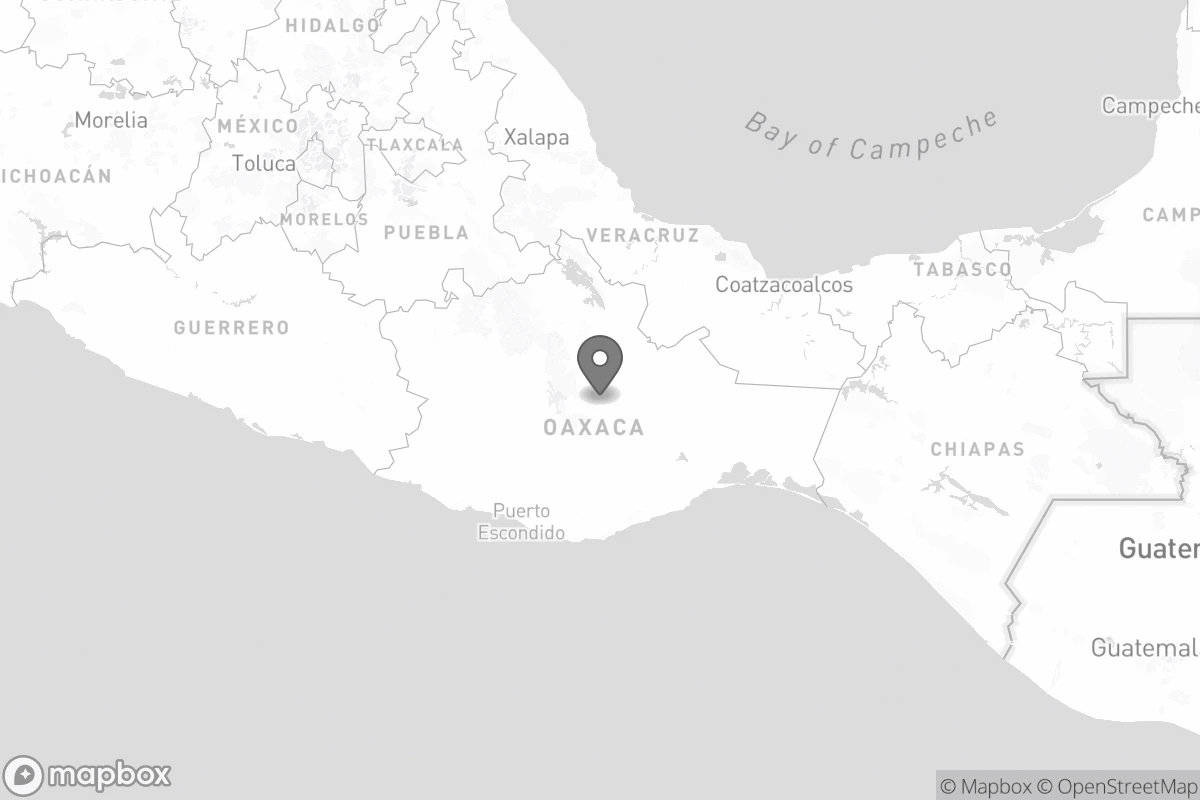 HIDALGO
Campeche
Morelia
MÉXICO
Bay of Campeche
Xalapa
TLAXCALA
Toluca
ICHOACÁN
MORELOS
CAMP
PUEBLA
VERACRUZ
TABASCO
Coatzacoalcos
GUERRERO
OAXACA
CHIAPAS
Puerto
Escondido
Guater
Guatemala
mapbox
© Mapbox © OpenStreetMap